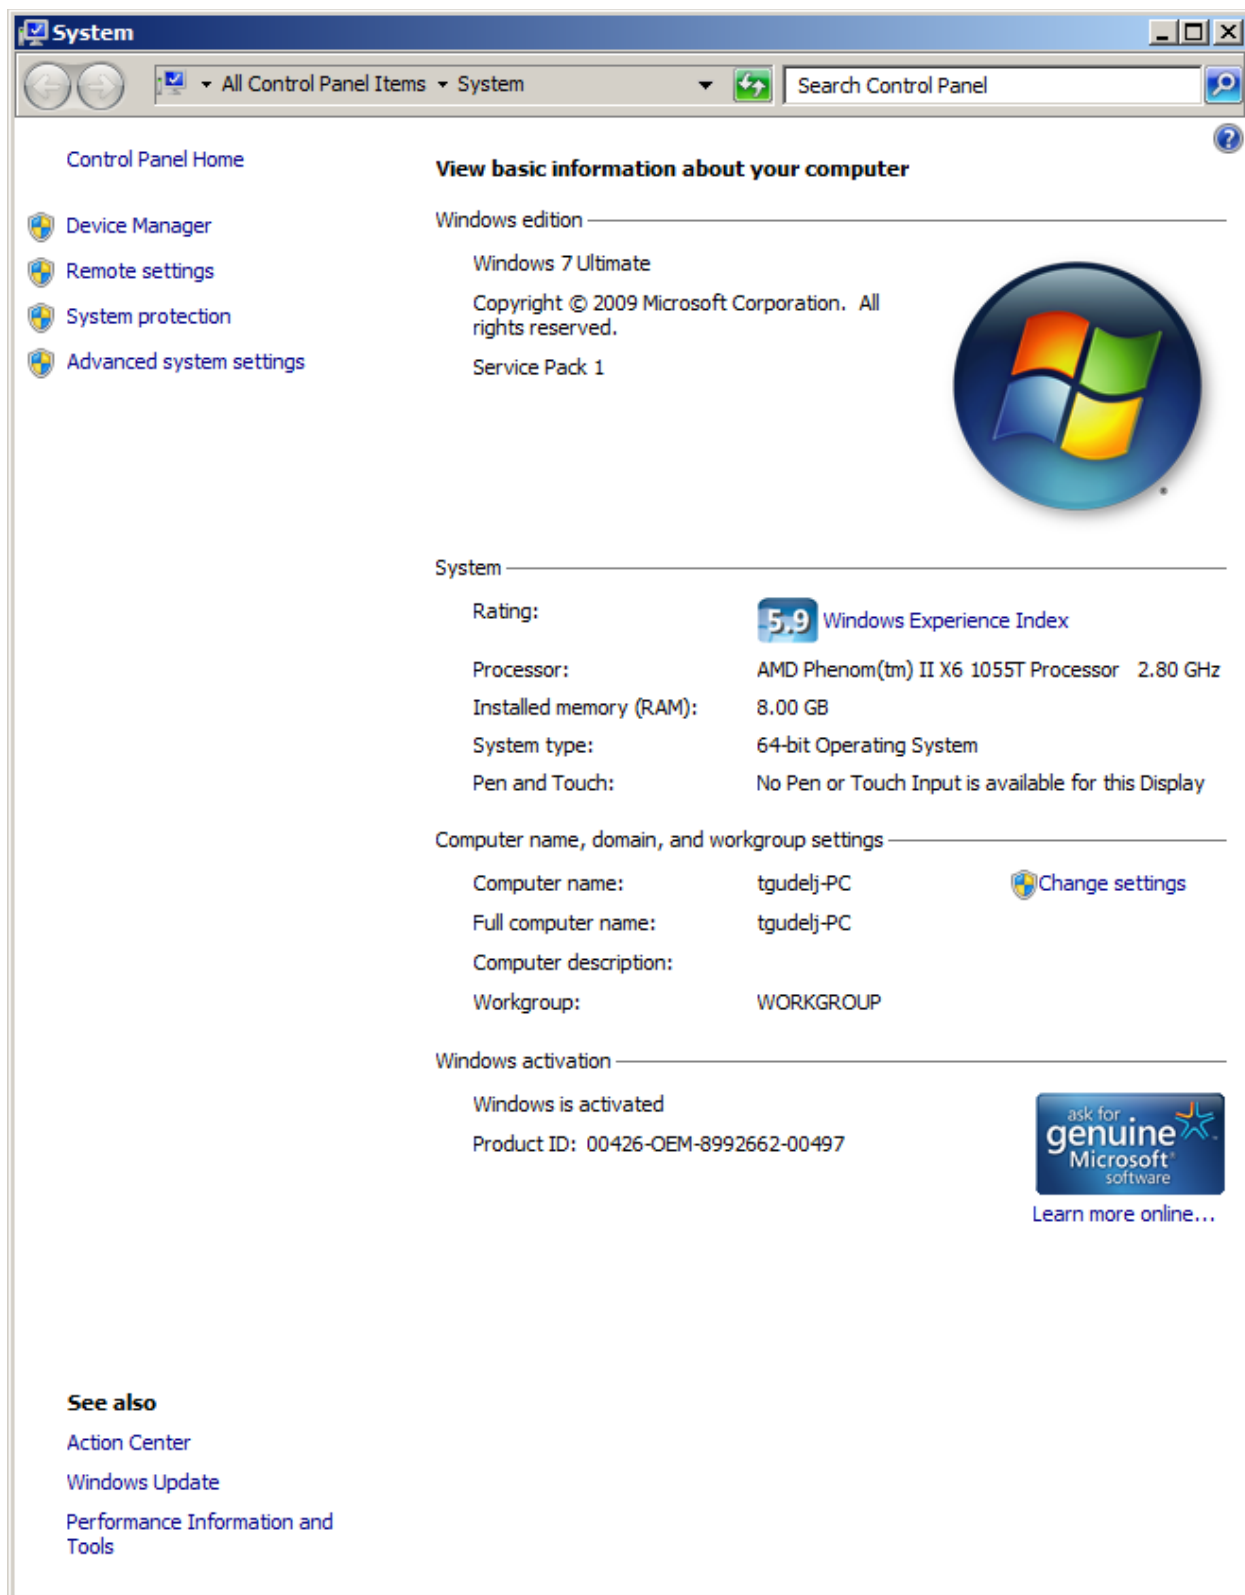 System
All Control Panel Items System
Search Control Panel
Control Panel Home
Device Manager
Remote settings
System protection
Advanced system settings
View basic information about your computer
Windows edition
Windows 7 Ultimate
Copyright © 2009 Microsoft Corporation. All
rights reserved.
Service Pack 1
System
Rating: 5.9 Windows Experience Index
Processor: AMD Phenom(tm) II X6 1055T Processor 2.80 GHz
Installed memory (RAM): 8.00 GB
System type: 64-bit Operating System
Pen and Touch: No Pen or Touch Input is available for this Display
Computer name, domain, and workgroup settings
Computer name: tgudelj-PC Change settings
Full computer name: tgudelj-PC
Computer description:
Workgroup: WORKGROUP
Windows activation
Windows is activated
Product ID: 00426-OEM-8992662-00497
ask for
genuine
Microsoft
software
Learn more online...
See also
Action Center
Windows Update
Performance Information and
Tools